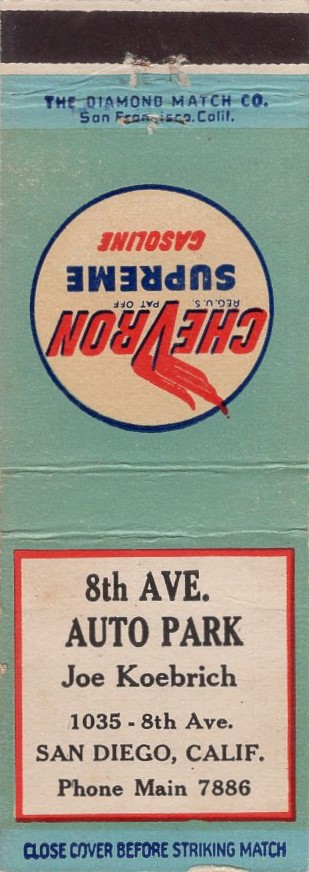 THE DIAMOND MATCH CO.
San Francisco, Calif.
CHEVRON
REG. U. S. PAT OFF
SUPREME
GASOLINE
8th AVE.
AUTO PARK
Joe Koebrich
1035 - 8th Ave.
SAN DIEGO, CALIF.
Phone Main 7886
CLOSE COVER BEFORE STRIKING MATCH